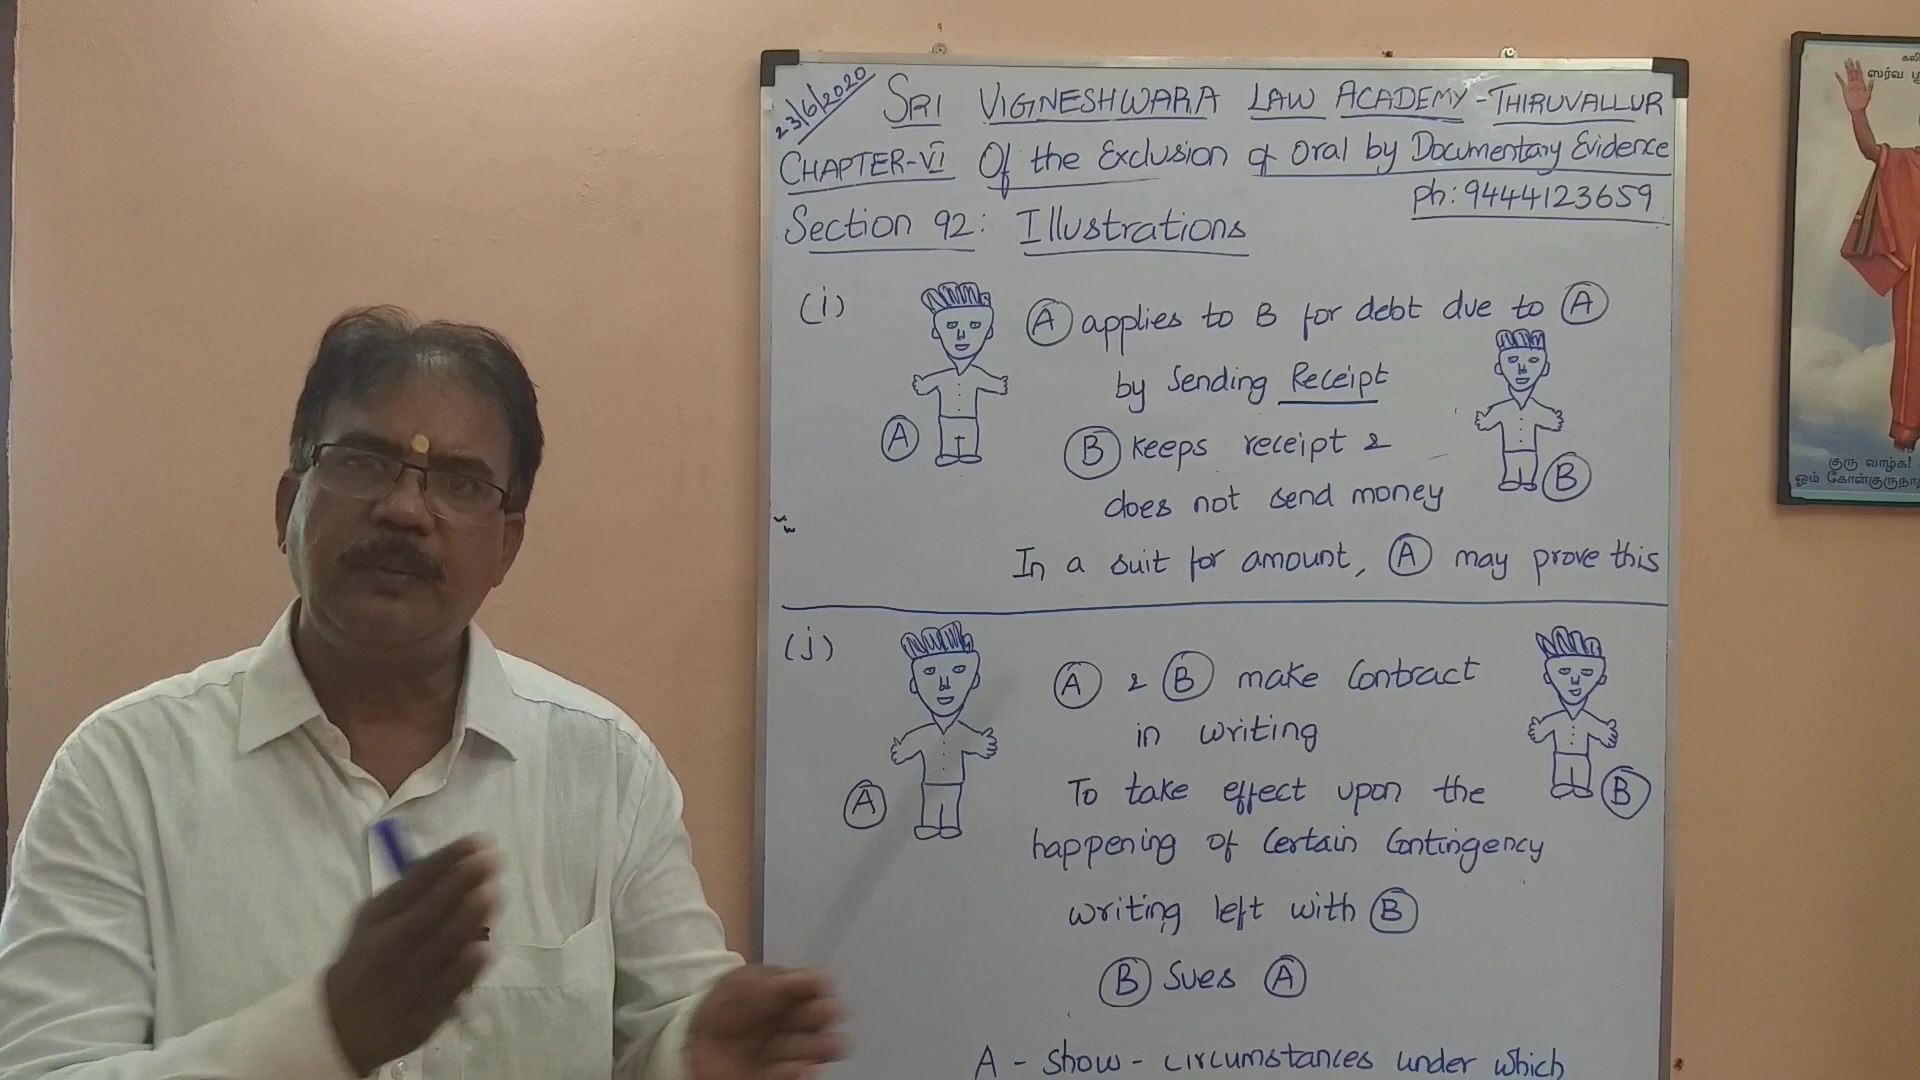 23/6/2020
SRI VIGNESHWARA LAW ACADEMY - THIRUVALLUR
CHAPTER-VI Of the Exclusion of Oral by Documentary Evidence
Ph: 9444123659
Section 92: Illustrations
(i)
(A) applies to B for debt due to (A)
by Sending Receipt
(A)
(B) keeps receipt &
(B)
does not send money
In a suit for amount, (A) may prove this
(j)
(A) & (B) make Contract
in writing
(A)
To take effect upon the
(B)
happening of Certain Contingency
writing left with (B)
(B) Sues (A)
A - show - circumstances under which
ஸர்வ
குரு வாழ்க!
ஓம்